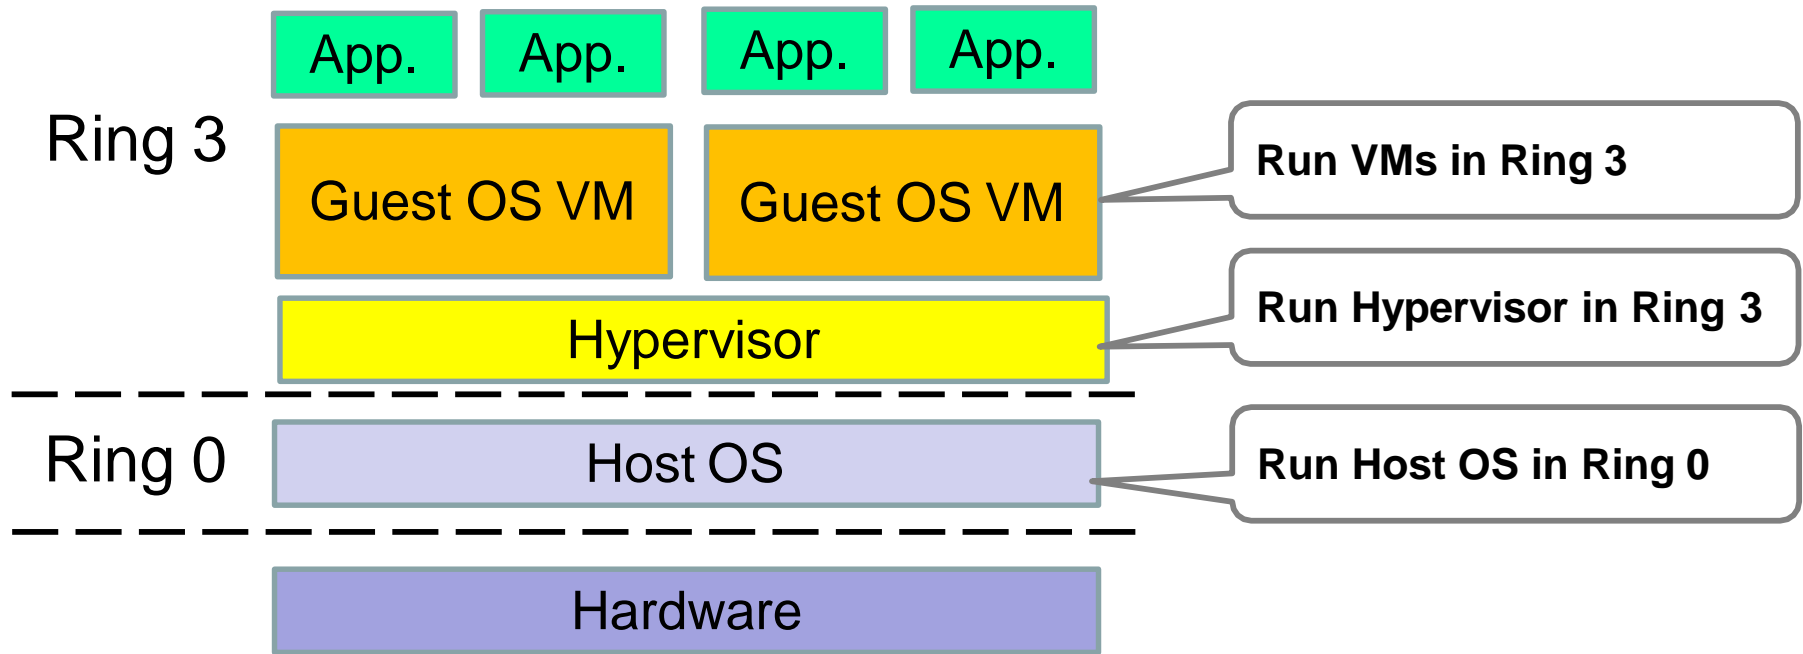 App. App. App. App.
Ring 3
Guest OS VM Guest OS VM
Run VMs in Ring 3
Hypervisor
Run Hypervisor in Ring 3
Ring 0
Host OS
Run Host OS in Ring 0
Hardware